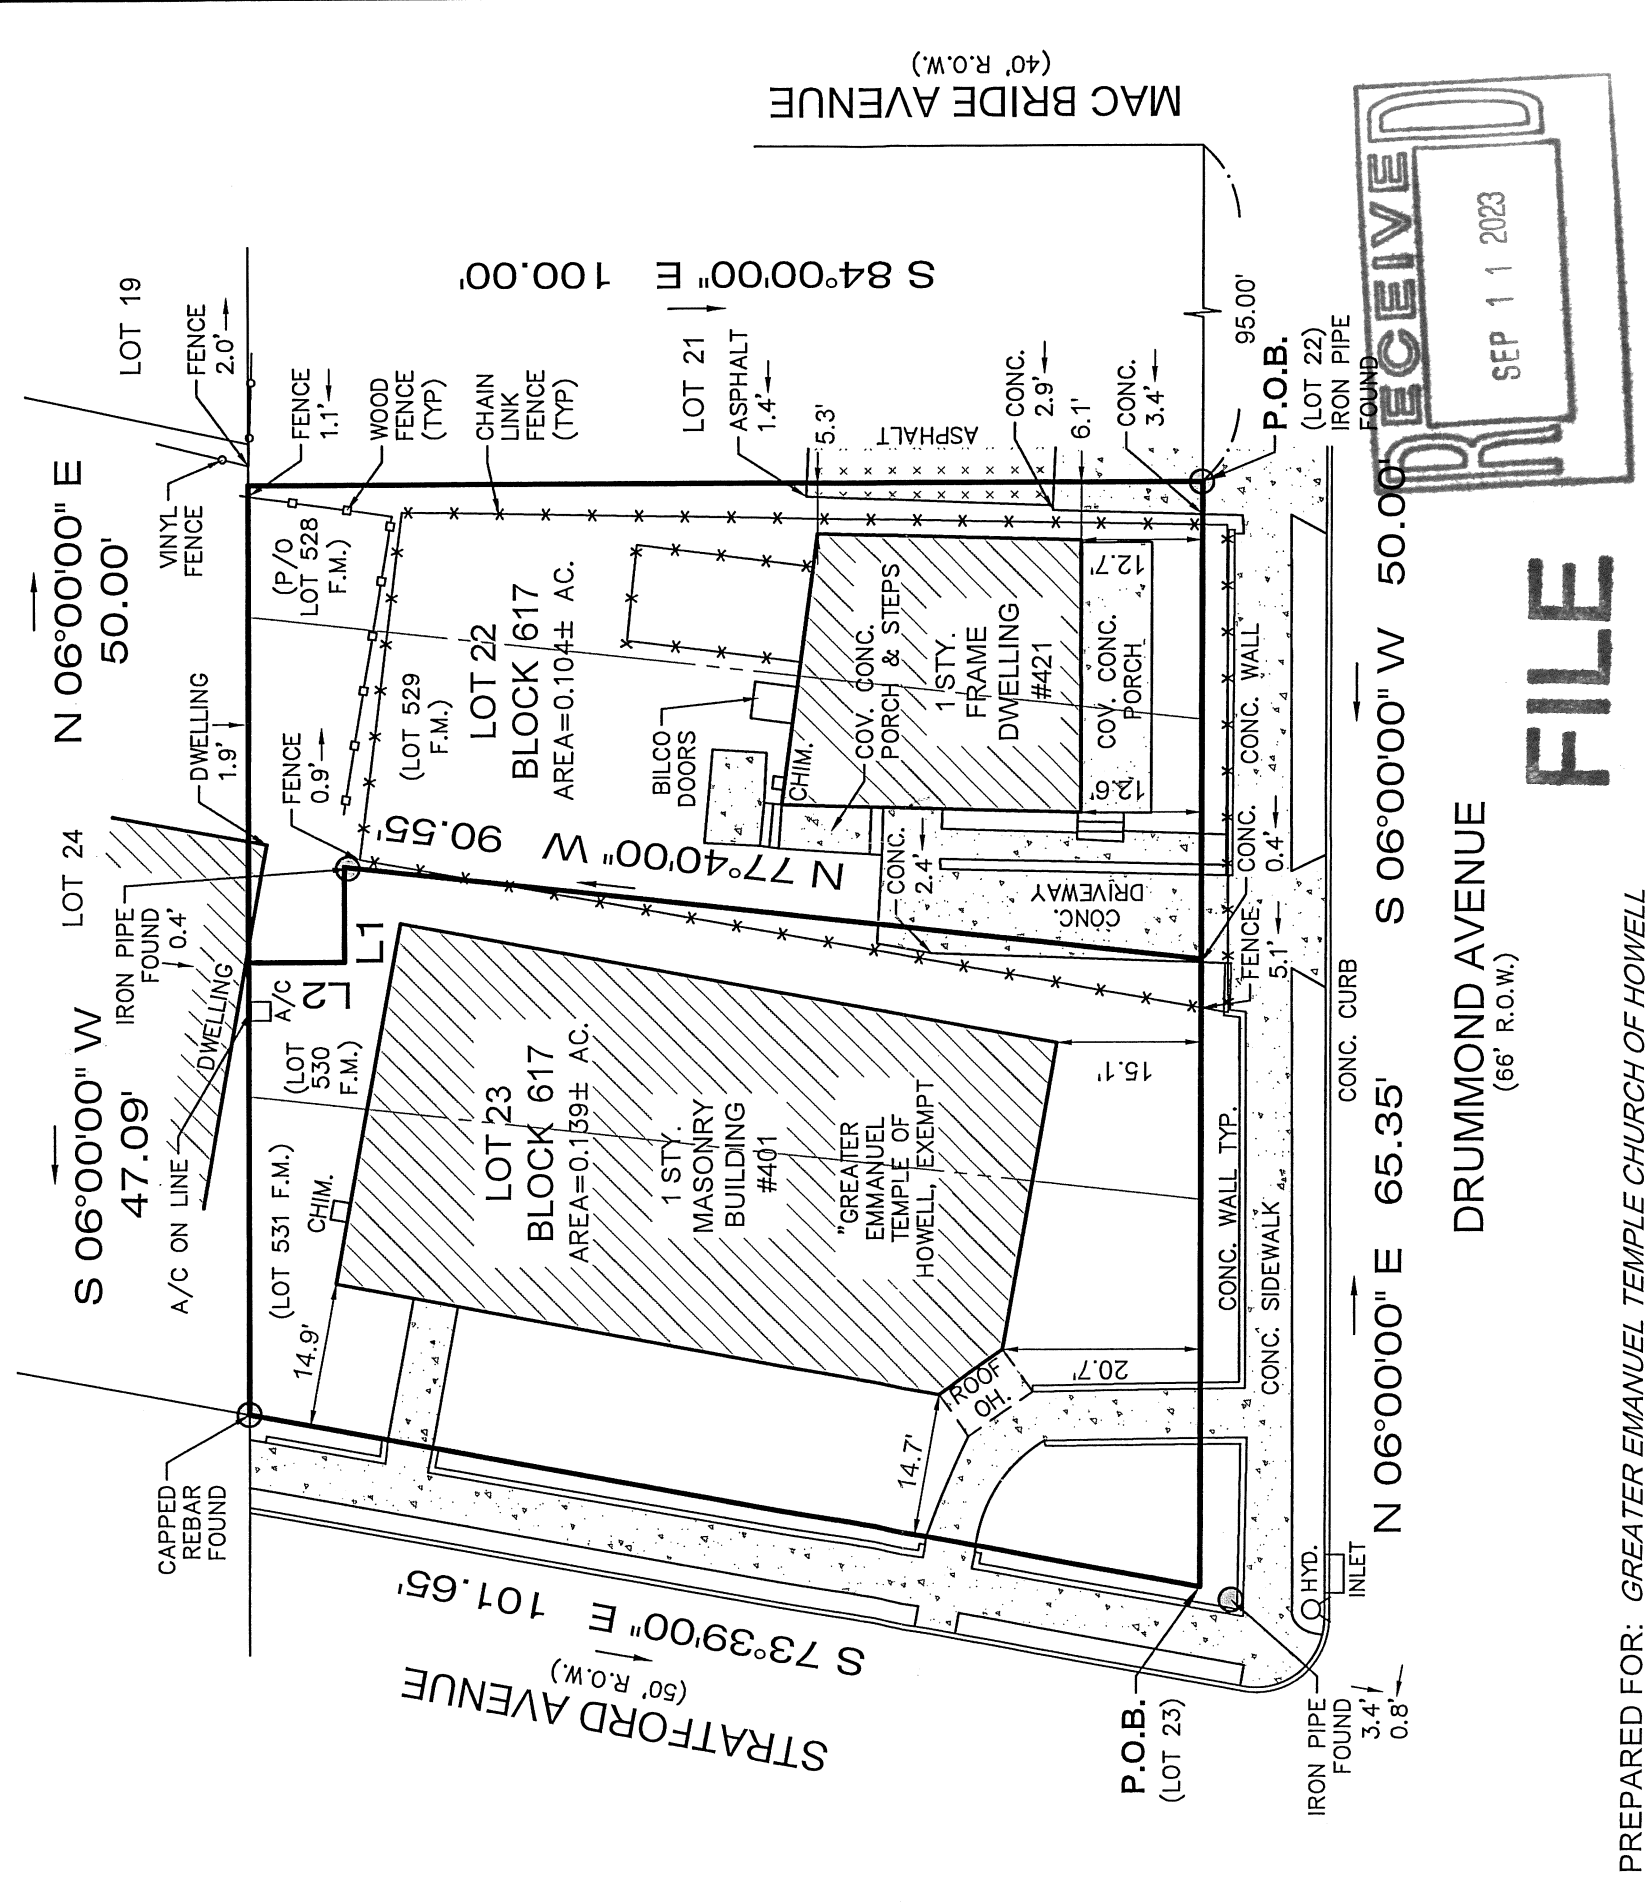 MAC BRIDE AVENUE
(40' R.O.W.)
S 84°00'00" E 100.00'
LOT 19
FENCE
2.0'
FENCE
1.1'
WOOD
FENCE
(TYP)
CHAIN
LINK
FENCE
(TYP)
LOT 21
ASPHALT
1.4'
5.3'
ASPHALT
CONC.
2.9'
6.1'
CONC.
3.4'
95.00'
P.O.B.
(LOT 22)
IRON PIPE
FOUND
RECEIVED
SEP 11 2023
FILE
N 06°00'00" E
50.00'
VINYL
FENCE
(P/O
LOT 528
F.M.)
DWELLING
1.9'
FENCE
0.9'
(LOT 529
F.M.)
LOT 22
BLOCK 617
AREA=0.104± AC.
BILCO
DOORS
CHIM.
COV. CONC.
PORCH & STEPS
1 STY.
FRAME
DWELLING
#421
COV. CONC.
PORCH
12.7'
12.6'
CONC. WALL
S 06°00'00" W 50.00'
N 77°40'00" W 90.55'
CONC.
2.4'
CONC.
DRIVEWAY
CONC.
0.4'
FENCE
5.1'
LOT 24
IRON PIPE
FOUND
0.4'
DWELLING
L1
L2
A/C
S 06°00'00" W
47.09'
A/C ON LINE
(LOT
530
F.M.)
(LOT 531 F.M.)
CHIM.
14.9'
LOT 23
BLOCK 617
AREA=0.139± AC.
1 STY.
MASONRY
BUILDING
#401
"GREATER
EMMANUEL
TEMPLE OF
HOWELL, EXEMPT
15.1'
20.7'
CONC. WALL TYP.
CONC. SIDEWALK
CONC. CURB
DRUMMOND AVENUE
(66' R.O.W.)
N 06°00'00" E 65.35'
ROOF
OH.
14.7'
CAPPED
REBAR
FOUND
S 73°39'00" E 101.65'
(50' R.O.W.)
STRATFORD AVENUE
HYD.
INLET
P.O.B.
(LOT 23)
IRON PIPE
FOUND
3.4'
0.8'
PREPARED FOR: GREATER EMANUEL TEMPLE CHURCH OF HOWELL